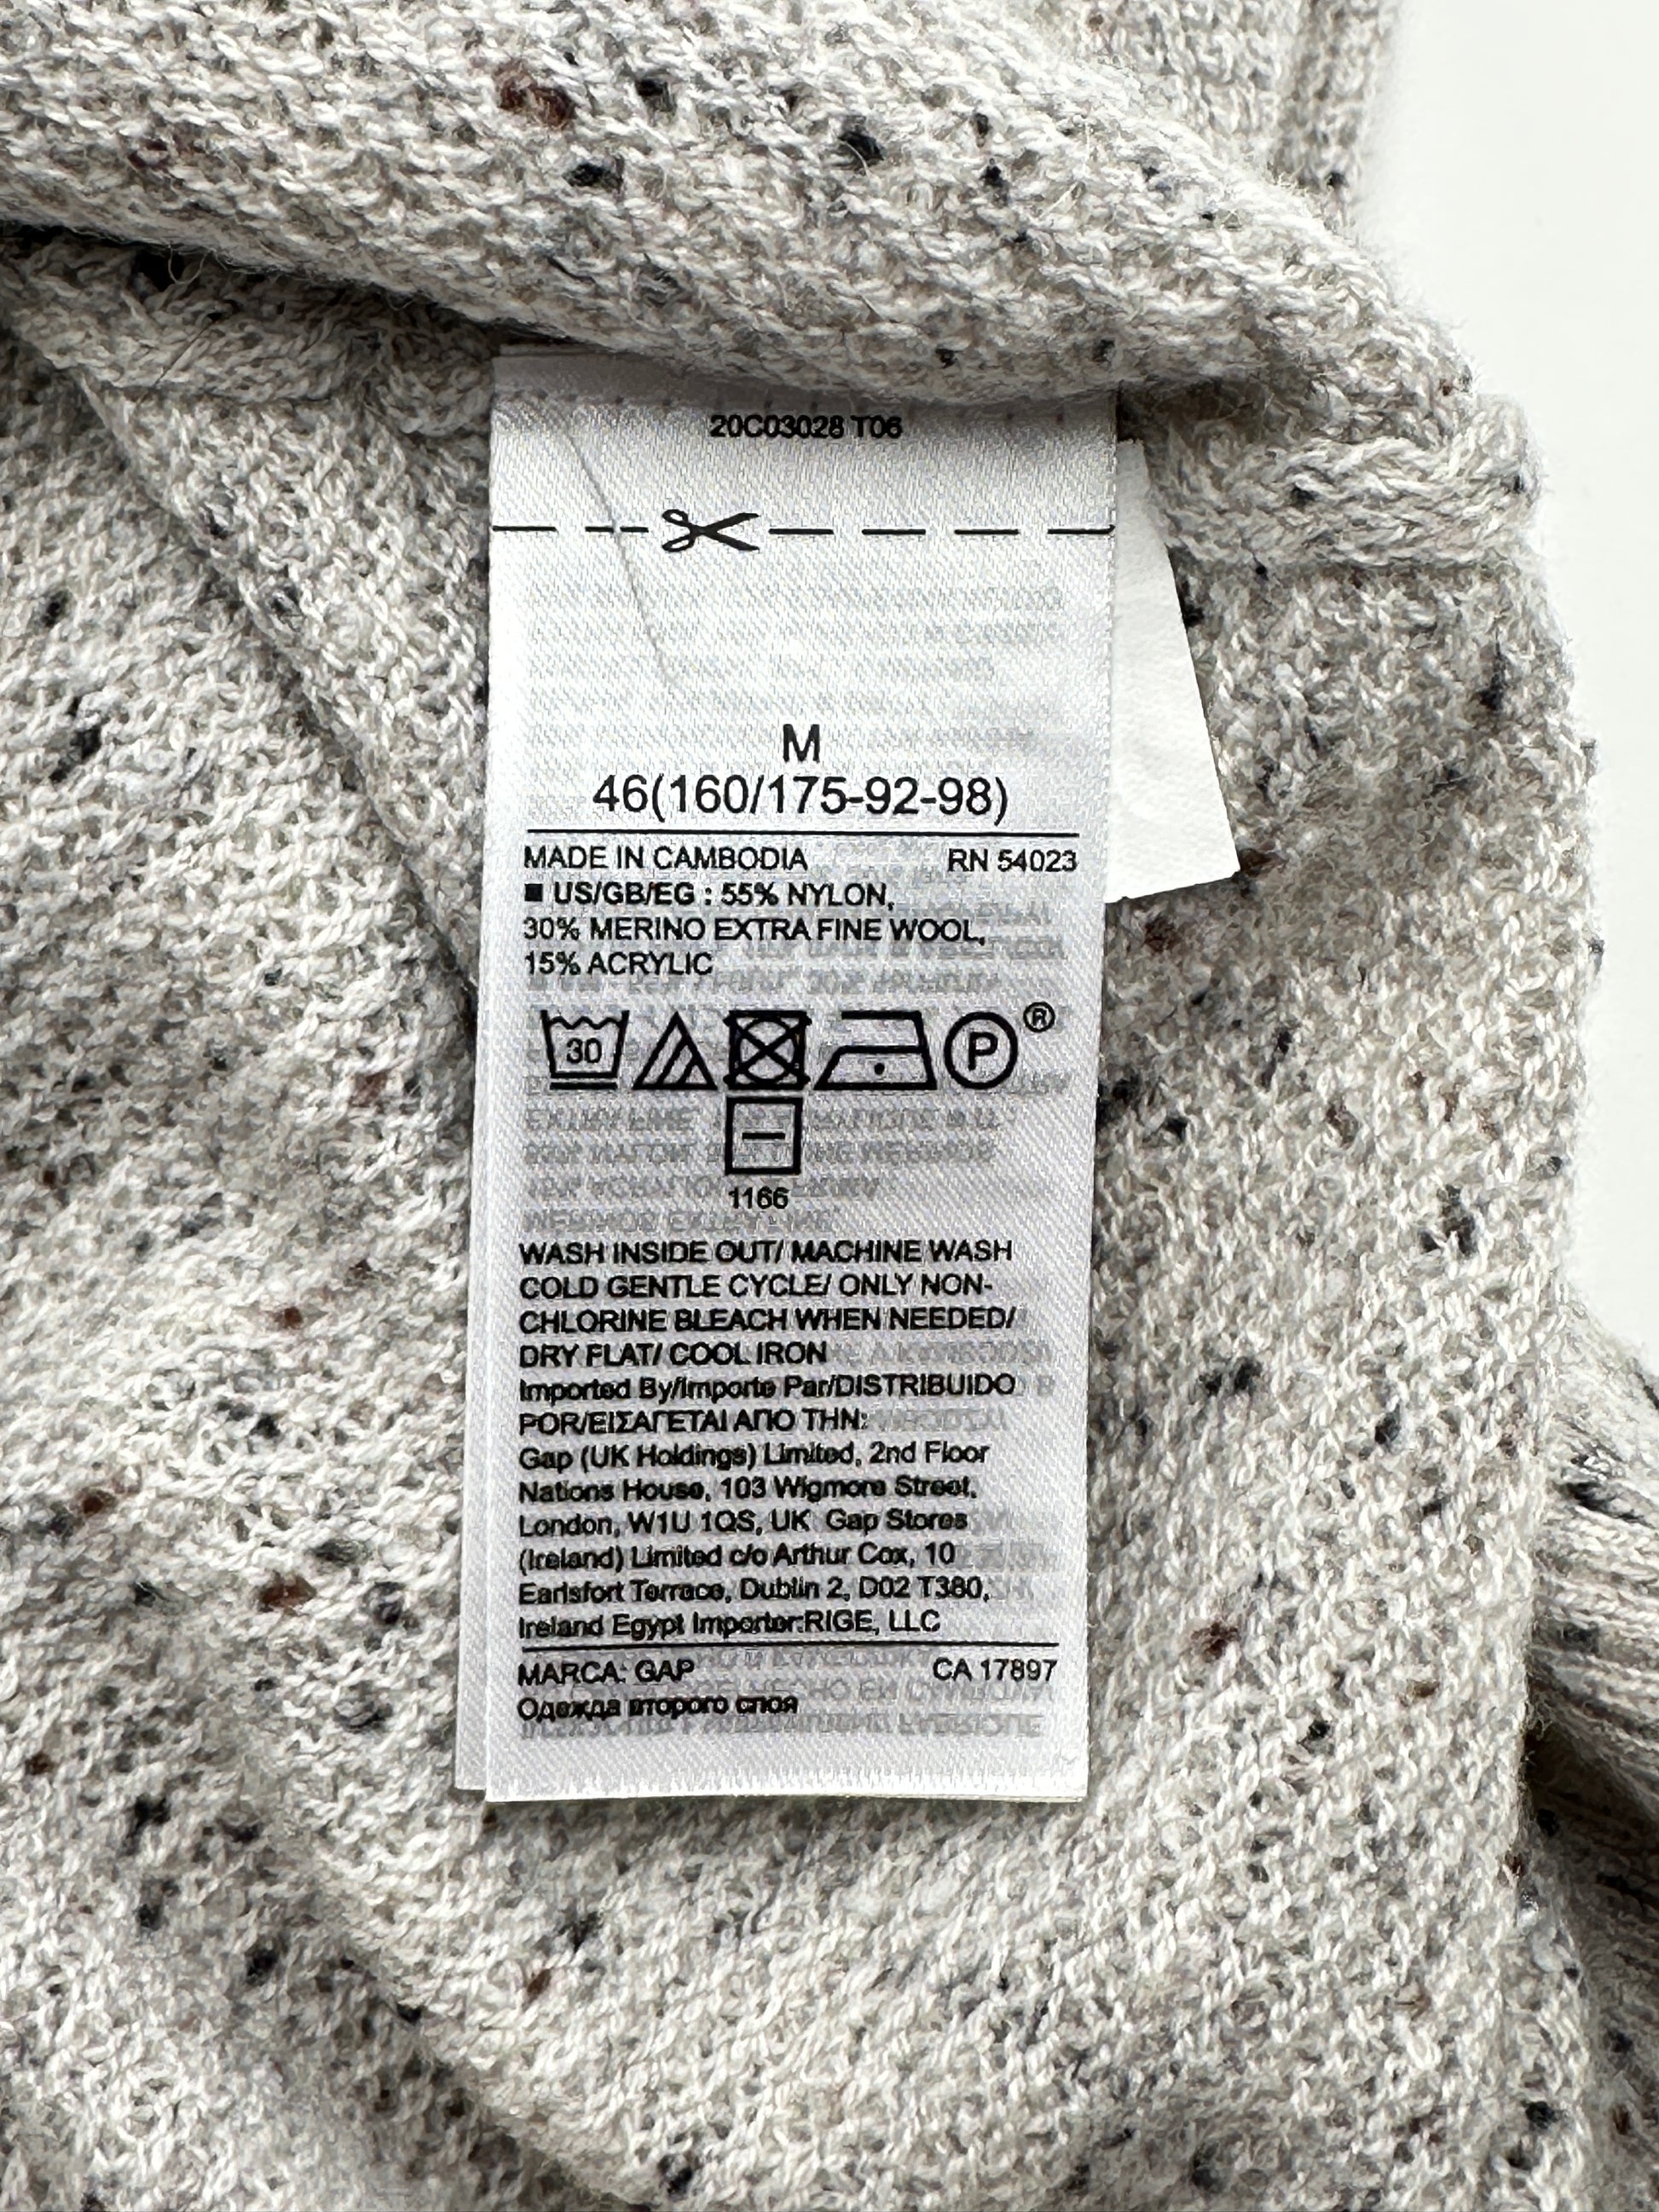 20C03028 T06
M
46(160/175-92-98)
MADE IN CAMBODIA RN 54023
■ US/GB/EG : 55% NYLON,
30% MERINO EXTRA FINE WOOL,
15% ACRYLIC
30 P ®
1166
WASH INSIDE OUT/ MACHINE WASH
COLD GENTLE CYCLE/ ONLY NON-
CHLORINE BLEACH WHEN NEEDED/
DRY FLAT/ COOL IRON
Imported By/Importe Par/DISTRIBUIDO
POR/ΕΙΣΑΓΕΤΑΙ ΑΠΟ ΤΗΝ:
Gap (UK Holdings) Limited, 2nd Floor
Nations House, 103 Wigmore Street,
London, W1U 1QS, UK Gap Stores
(Ireland) Limited c/o Arthur Cox, 10
Earlsfort Terrace, Dublin 2, D02 T380,
Ireland Egypt Importer:RIGE, LLC
MARCA: GAP CA 17897
Одежда второго слоя